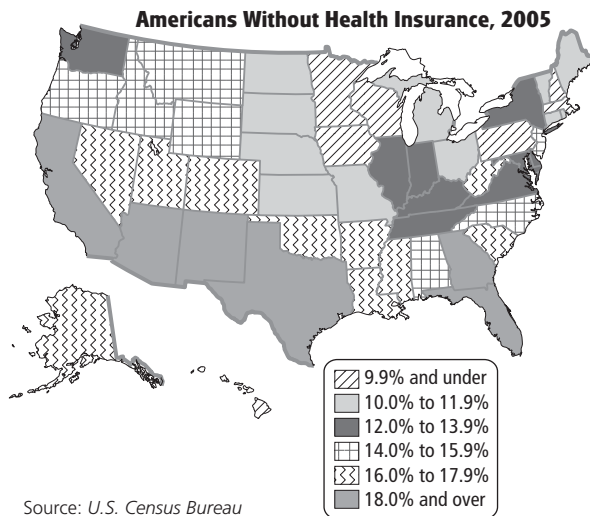 Americans Without Health Insurance, 2005
9.9% and under
10.0% to 11.9%
12.0% to 13.9%
14.0% to 15.9%
16.0% to 17.9%
18.0% and over
Source: U.S. Census Bureau